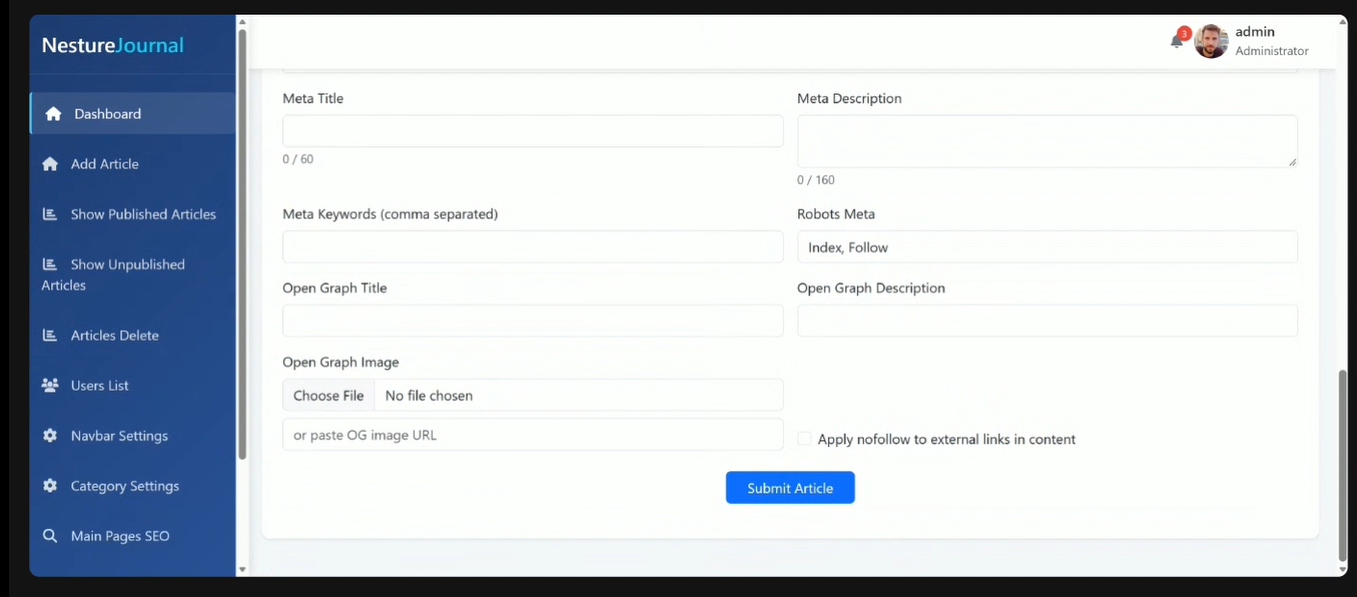 NestureJournal
3
admin
Administrator
Dashboard
Add Article
Show Published Articles
Show Unpublished
Articles
Articles Delete
Users List
Navbar Settings
Category Settings
Main Pages SEO
Meta Title
0 / 60
Meta Description
0 / 160
Meta Keywords (comma separated)
Robots Meta
Index, Follow
Open Graph Title
Open Graph Description
Open Graph Image
Choose File No file chosen
or paste OG image URL
Apply nofollow to external links in content
Submit Article